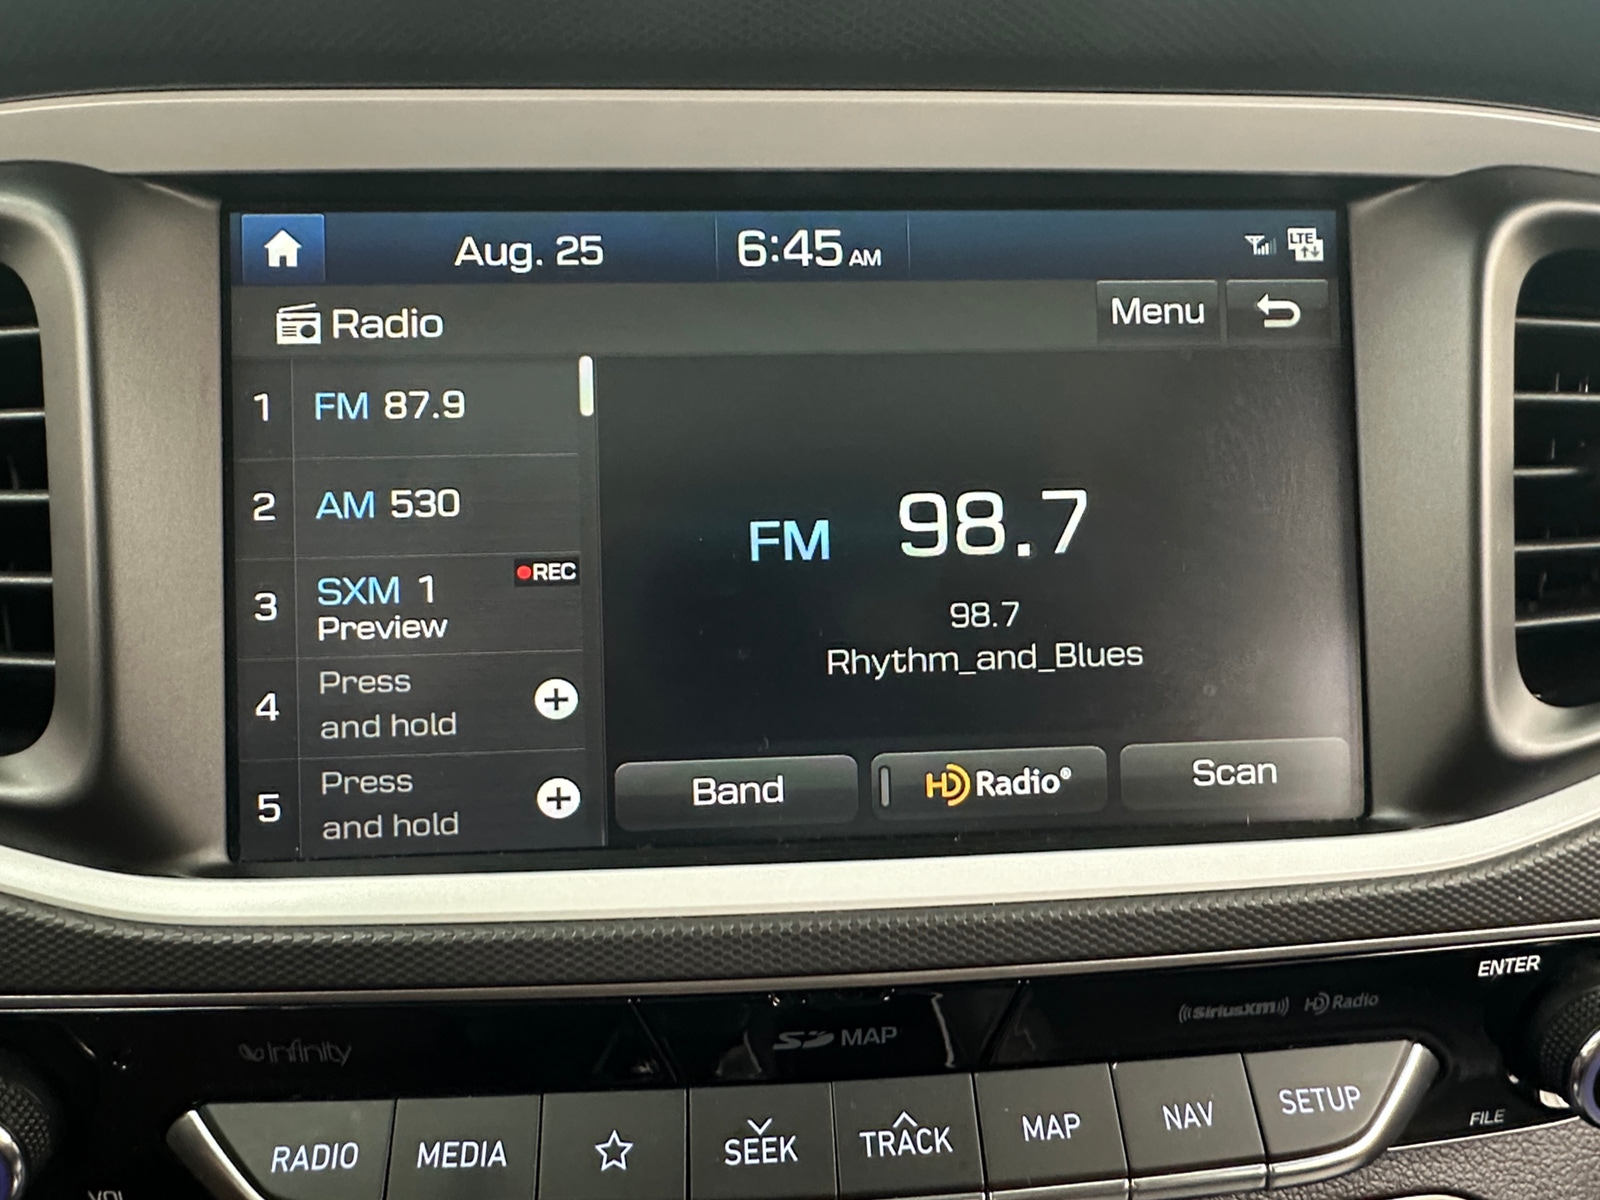 Aug. 25
6:45 AM
LTE
Radio
Menu
1
FM 87.9
2
AM 530
3
SXM 1
REC
Preview
4
Press
and hold
5
Press
and hold
FM 98.7
98.7
Rhythm_and_Blues
Band
HD Radio®
Scan
ENTER
infinity
SD MAP
((SiriusXM))
HD Radio
RADIO
MEDIA
SEEK
TRACK
MAP
NAV
SETUP
FILE
VOL